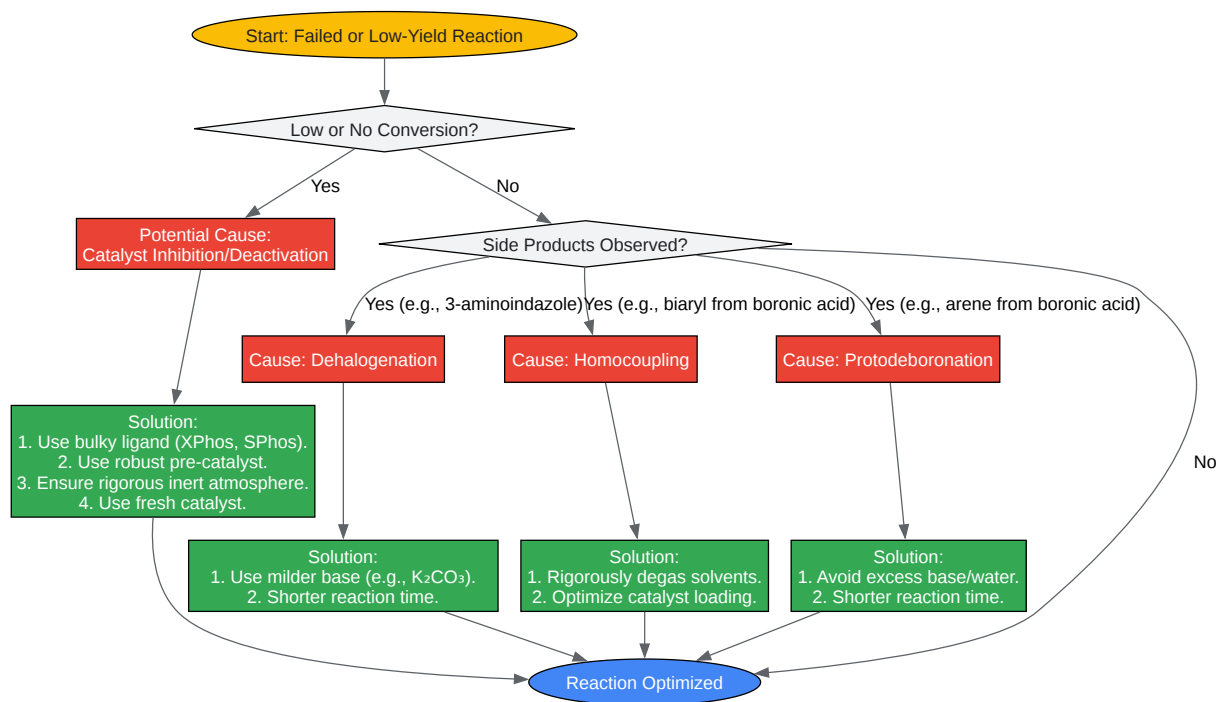 Start: Failed or Low-Yield Reaction
Low or No Conversion?
Yes
No
Potential Cause:
Catalyst Inhibition/Deactivation
Side Products Observed?
Yes (e.g., 3-aminoindazole)
Yes (e.g., biaryl from boronic acid)
Yes (e.g., arene from boronic acid)
Cause: Dehalogenation
Cause: Homocoupling
Cause: Protodeboronation
Solution:
1. Use bulky ligand (XPhos, SPhos).
2. Use robust pre-catalyst.
3. Ensure rigorous inert atmosphere.
4. Use fresh catalyst.
No
Solution:
1. Use milder base (e.g., K₂CO₃).
2. Shorter reaction time.
Solution:
1. Rigorously degas solvents.
2. Optimize catalyst loading.
Solution:
1. Avoid excess base/water.
2. Shorter reaction time.
Reaction Optimized